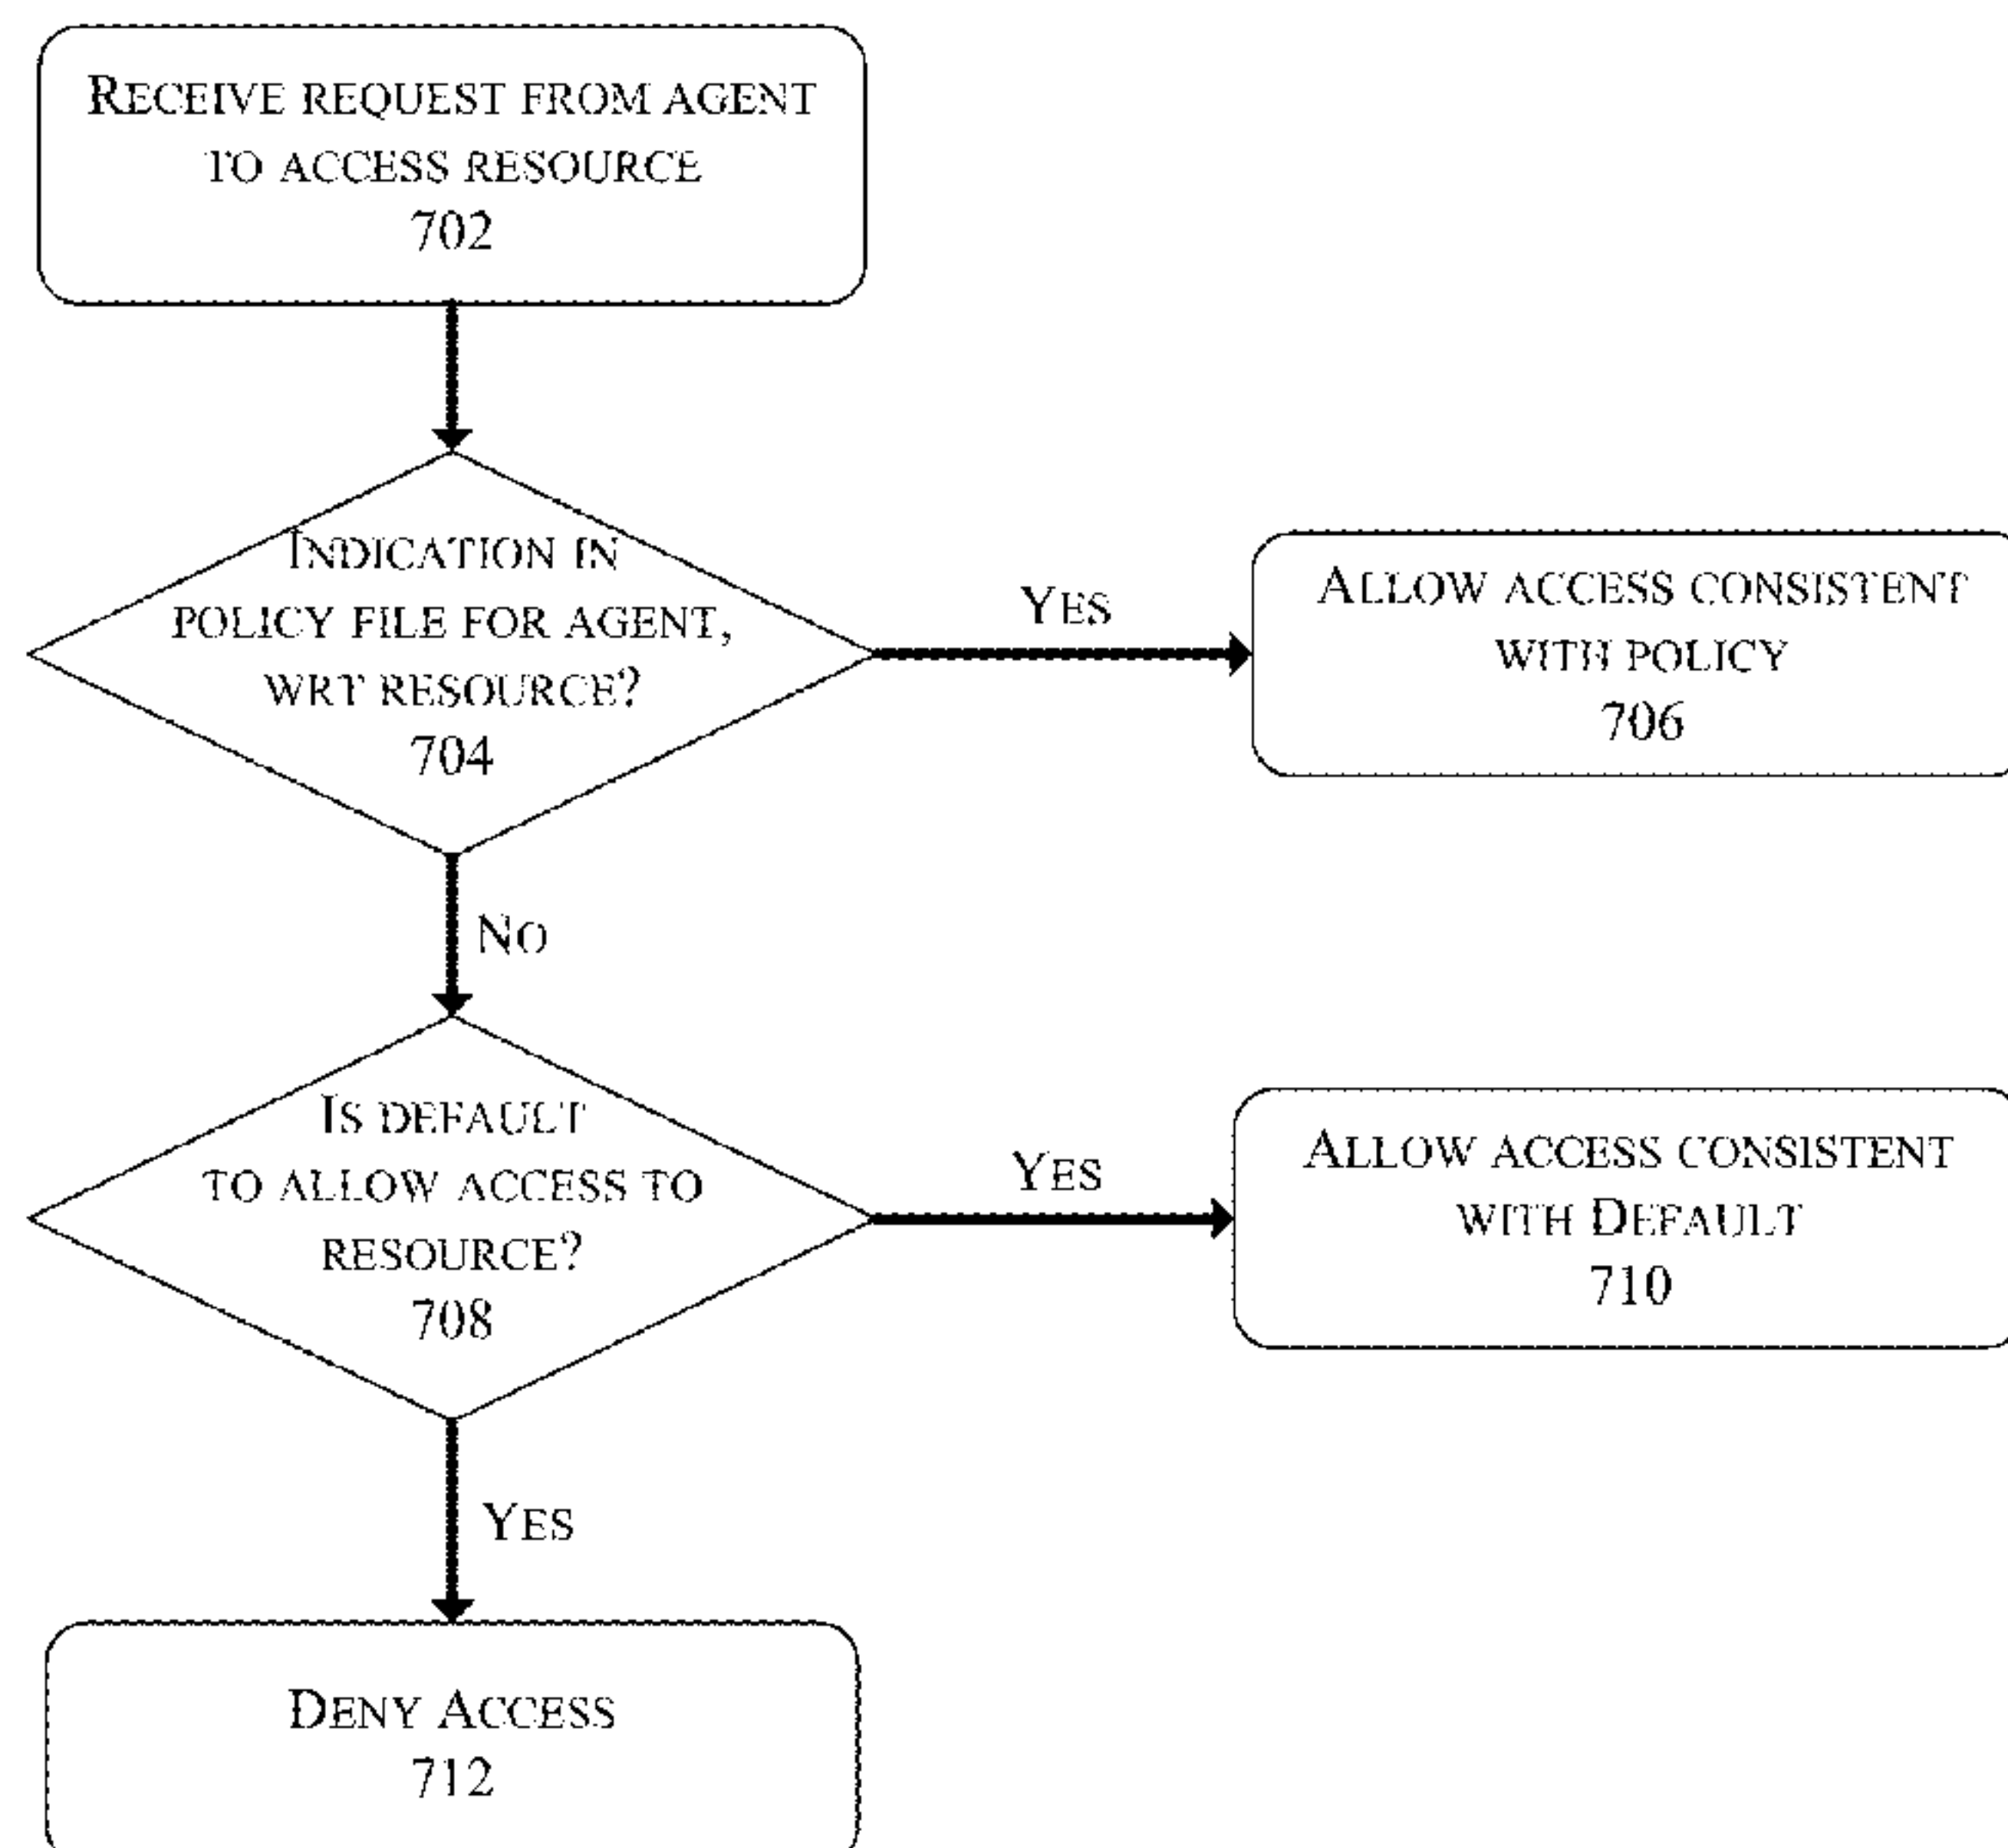 RECEIVE REQUEST FROM AGENT
TO ACCESS RESOURCE
702
INDICATION IN
POLICY FILE FOR AGENT,
WRT RESOURCE?
704
YES
ALLOW ACCESS CONSISTENT
WITH POLICY
706
NO
IS DEFAULT
TO ALLOW ACCESS TO
RESOURCE?
708
YES
ALLOW ACCESS CONSISTENT
WITH DEFAULT
710
YES
DENY ACCESS
712